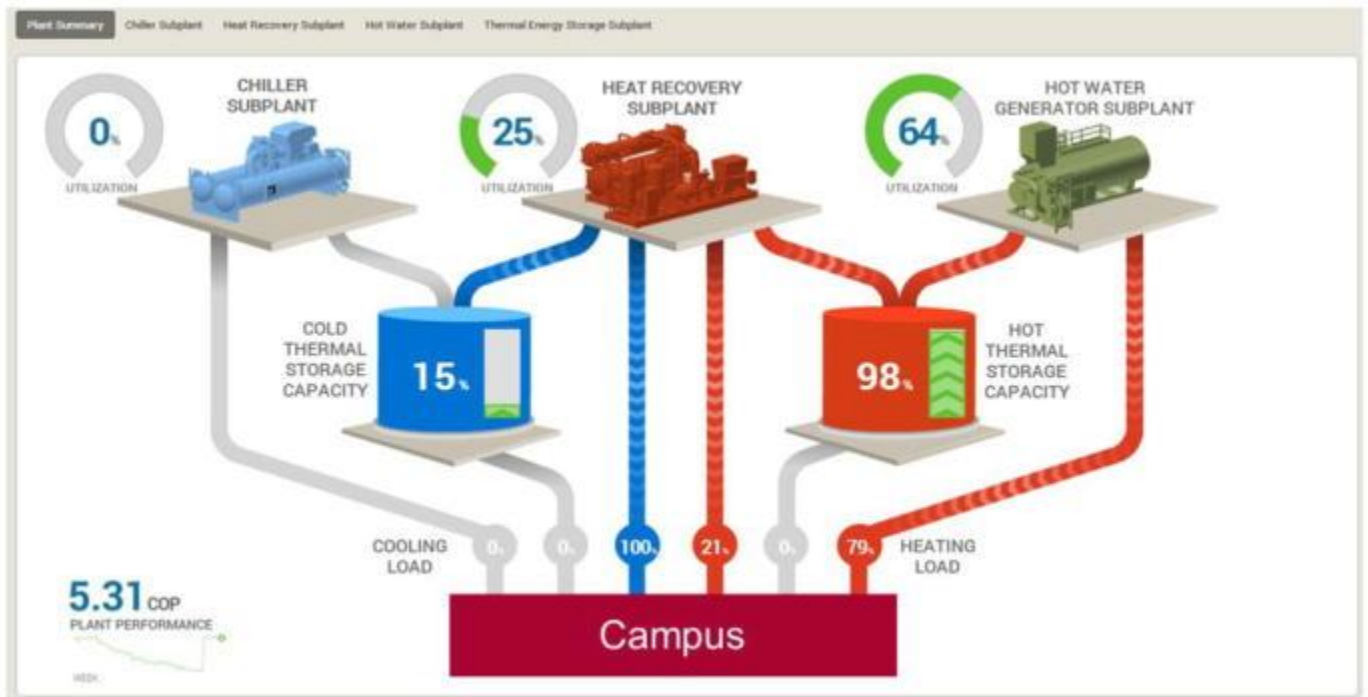 Plant Summary Chiller Subplant Heat Recovery Subplant Hot Water Subplant Thermal Energy Storage Subplant
CHILLER
SUBPLANT
0%
UTILIZATION
HEAT RECOVERY
SUBPLANT
25%
UTILIZATION
HOT WATER
GENERATOR SUBPLANT
64%
UTILIZATION
COLD
THERMAL
STORAGE
CAPACITY
15%
98%
HOT
THERMAL
STORAGE
CAPACITY
COOLING
LOAD
0% 0% 100% 21% 0% 79%
HEATING
LOAD
5.31 COP
PLANT PERFORMANCE
WEEK
Campus